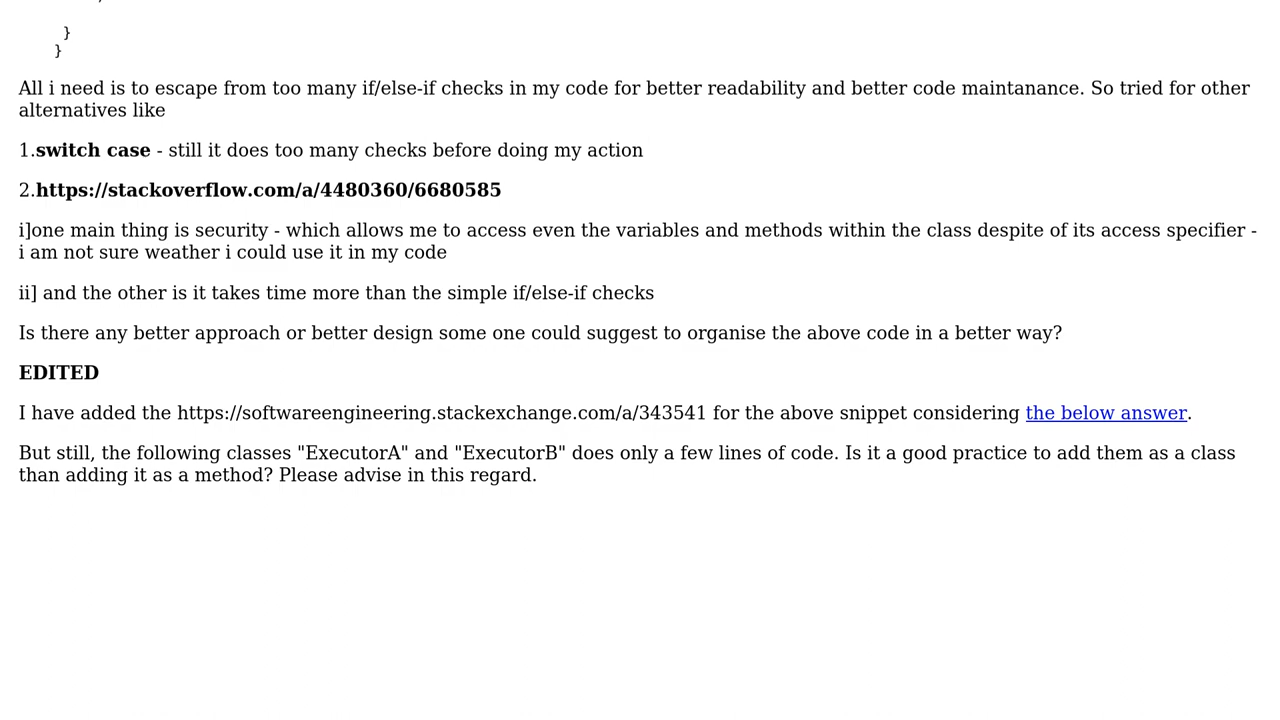 }
}
All i need is to escape from too many if/else-if checks in my code for better readability and better code maintanance. So tried for other
alternatives like
1.switch case - still it does too many checks before doing my action
2.https://stackoverflow.com/a/4480360/6680585
i]one main thing is security - which allows me to access even the variables and methods within the class despite of its access specifier -
i am not sure weather i could use it in my code
ii] and the other is it takes time more than the simple if/else-if checks
Is there any better approach or better design some one could suggest to organise the above code in a better way?
EDITED
I have added the https://softwareengineering.stackexchange.com/a/343541 for the above snippet considering the below answer.
But still, the following classes "ExecutorA" and "ExecutorB" does only a few lines of code. Is it a good practice to add them as a class
than adding it as a method? Please advise in this regard.